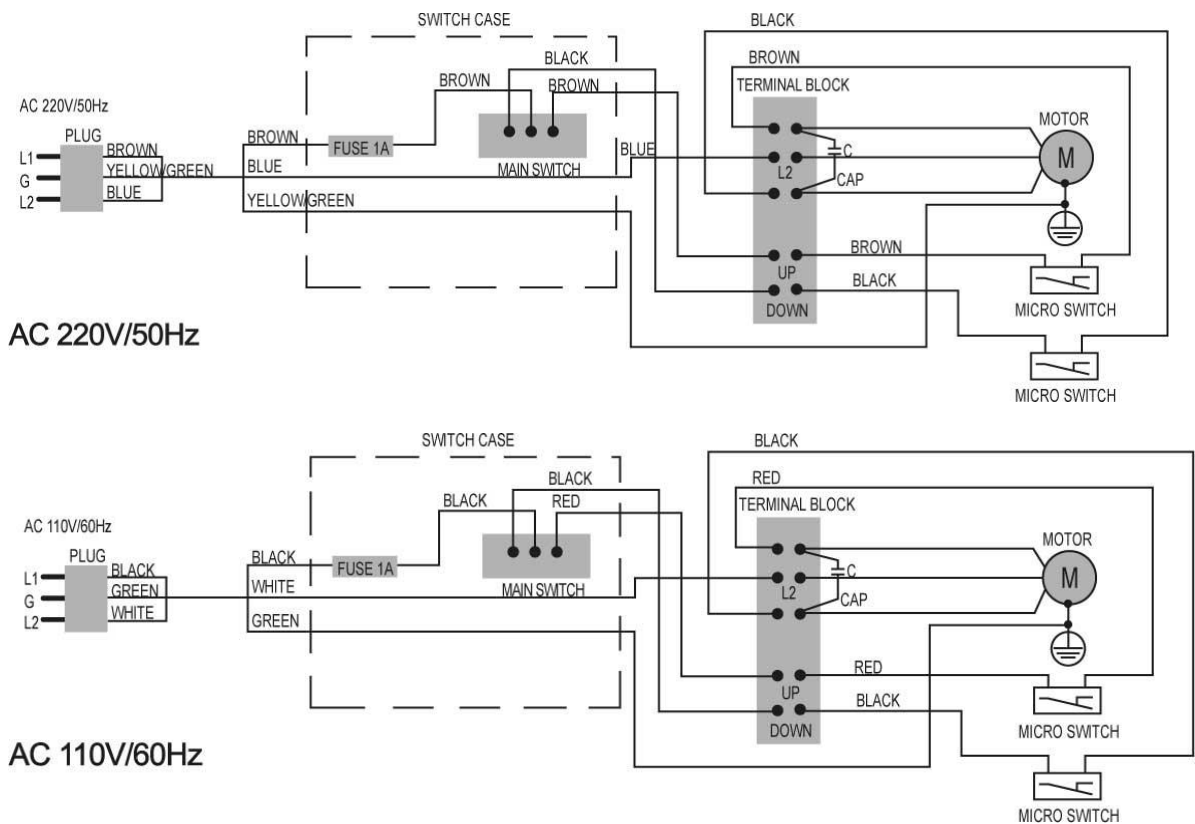 SWITCH CASE
BLACK
BLACK
BROWN
BROWN
BROWN
TERMINAL BLOCK
AC 220V/50Hz
PLUG
MOTOR
L1
BROWN
BROWN
FUSE 1A
BLUE
C
M
G
YELLOW/GREEN
BLUE
MAIN SWITCH
L2
CAP
L2
BLUE
YELLOW/GREEN
BROWN
UP
BLACK
DOWN
MICRO SWITCH
AC 220V/50Hz
MICRO SWITCH
SWITCH CASE
BLACK
BLACK
RED
BLACK
RED
TERMINAL BLOCK
AC 110V/60Hz
PLUG
MOTOR
L1
BLACK
BLACK
FUSE 1A
C
M
G
GREEN
WHITE
MAIN SWITCH
L2
CAP
L2
WHITE
GREEN
RED
UP
BLACK
DOWN
MICRO SWITCH
AC 110V/60Hz
MICRO SWITCH